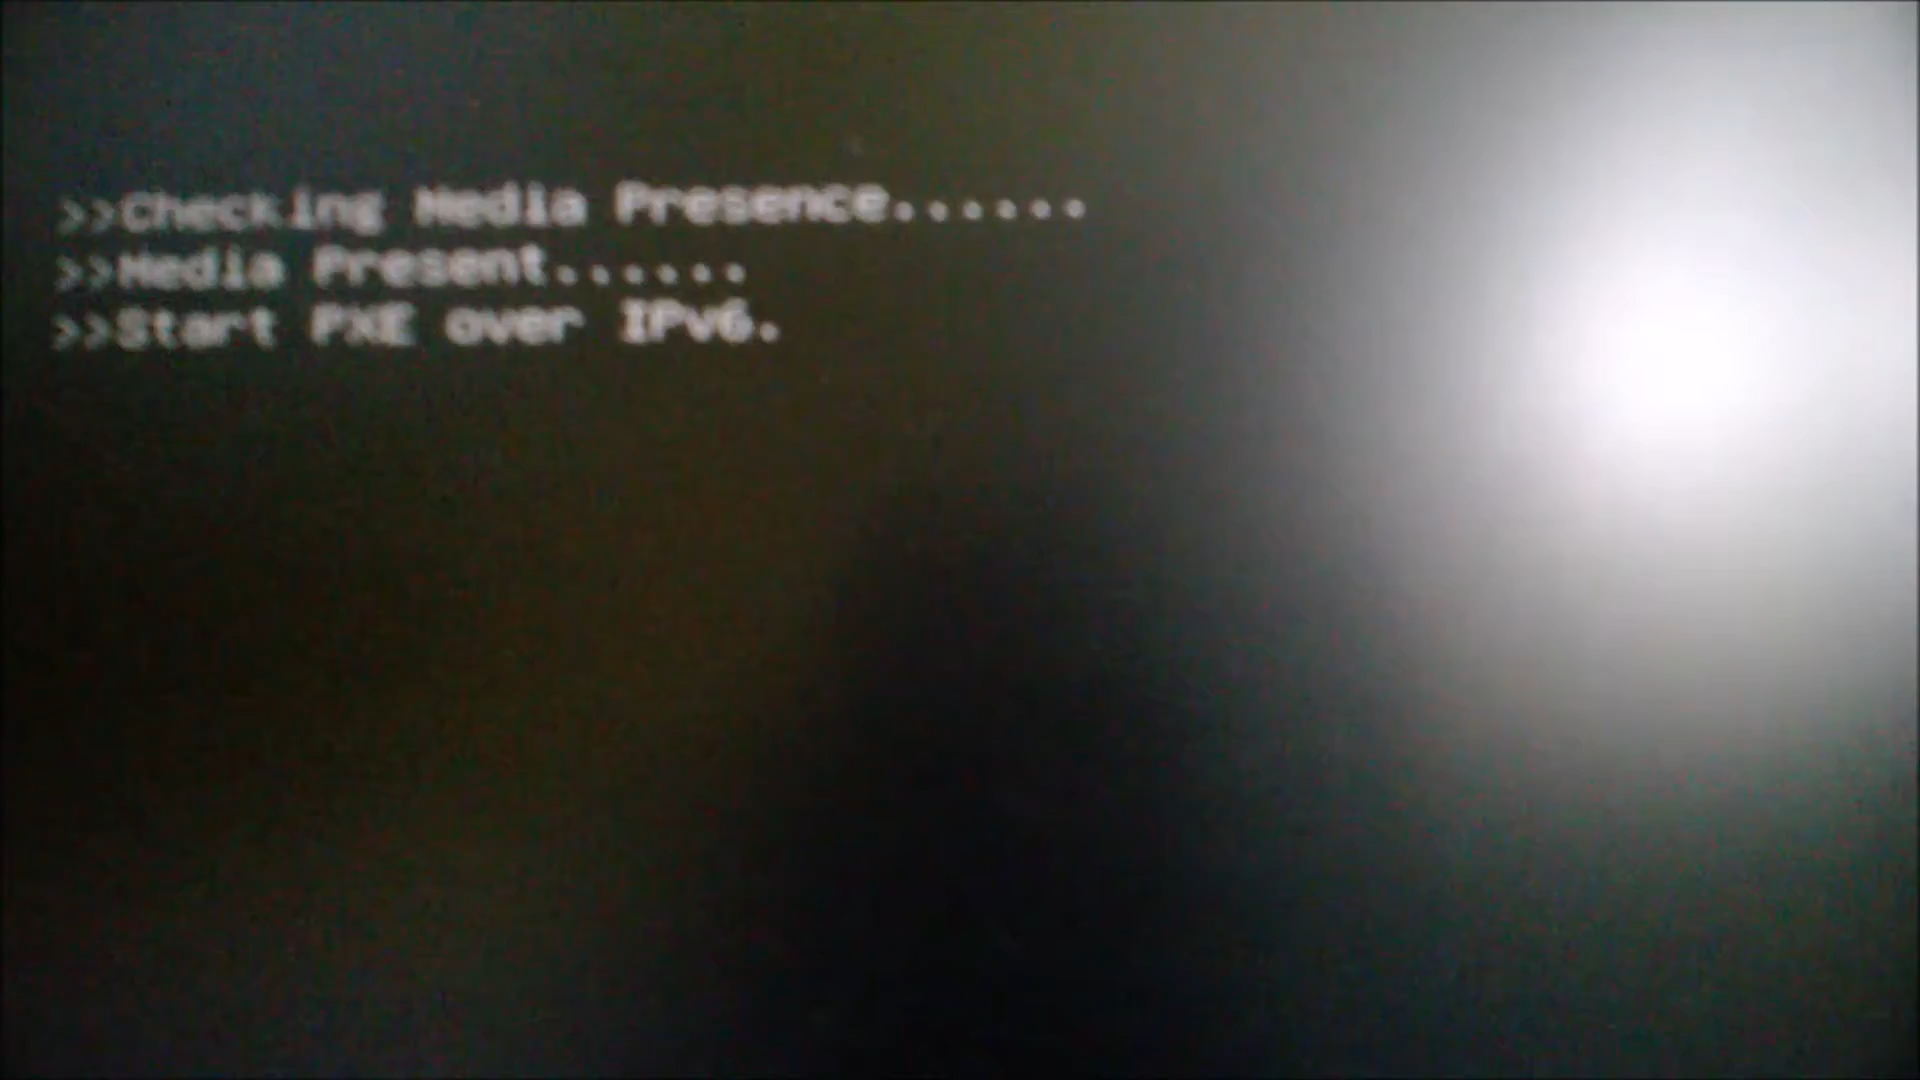 >>Checking Media Presence......
>>Media Present......
>>Start PXE over IPv6.